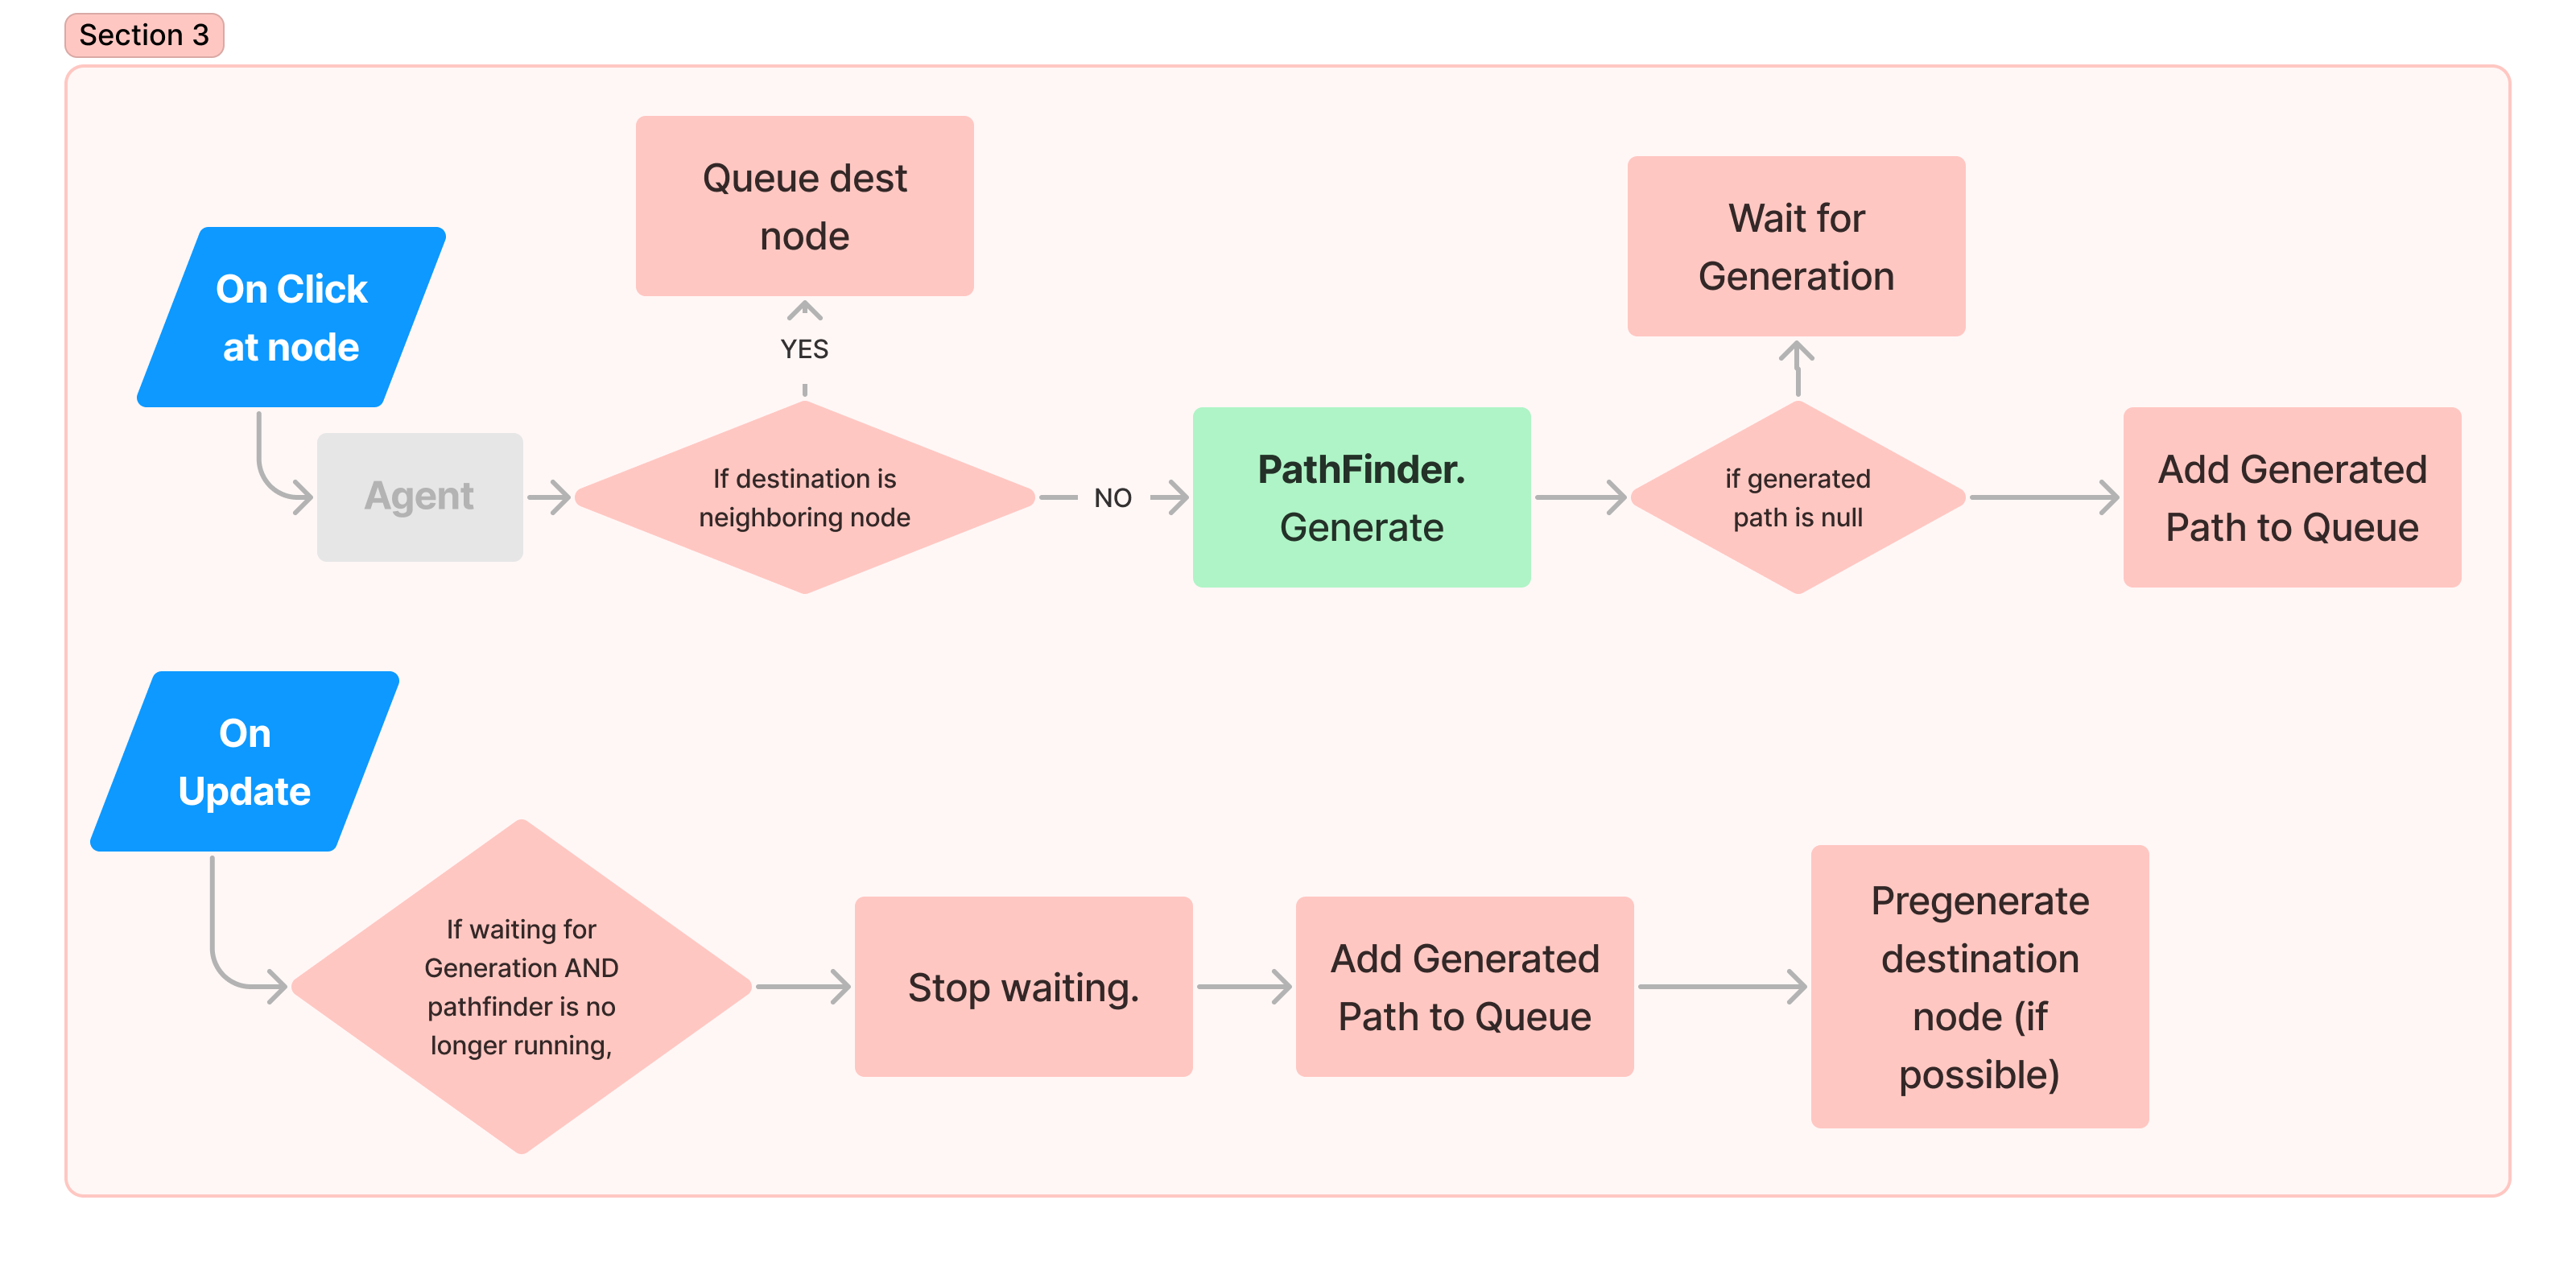 Section 3
Queue dest
node
Wait for
Generation
On Click
at node
YES
Agent
If destination is
neighboring node
NO
PathFinder.
Generate
if generated
path is null
Add Generated
Path to Queue
On
Update
If waiting for
Generation AND
pathfinder is no
longer running,
Stop waiting.
Add Generated
Path to Queue
Pregenerate
destination
node (if
possible)